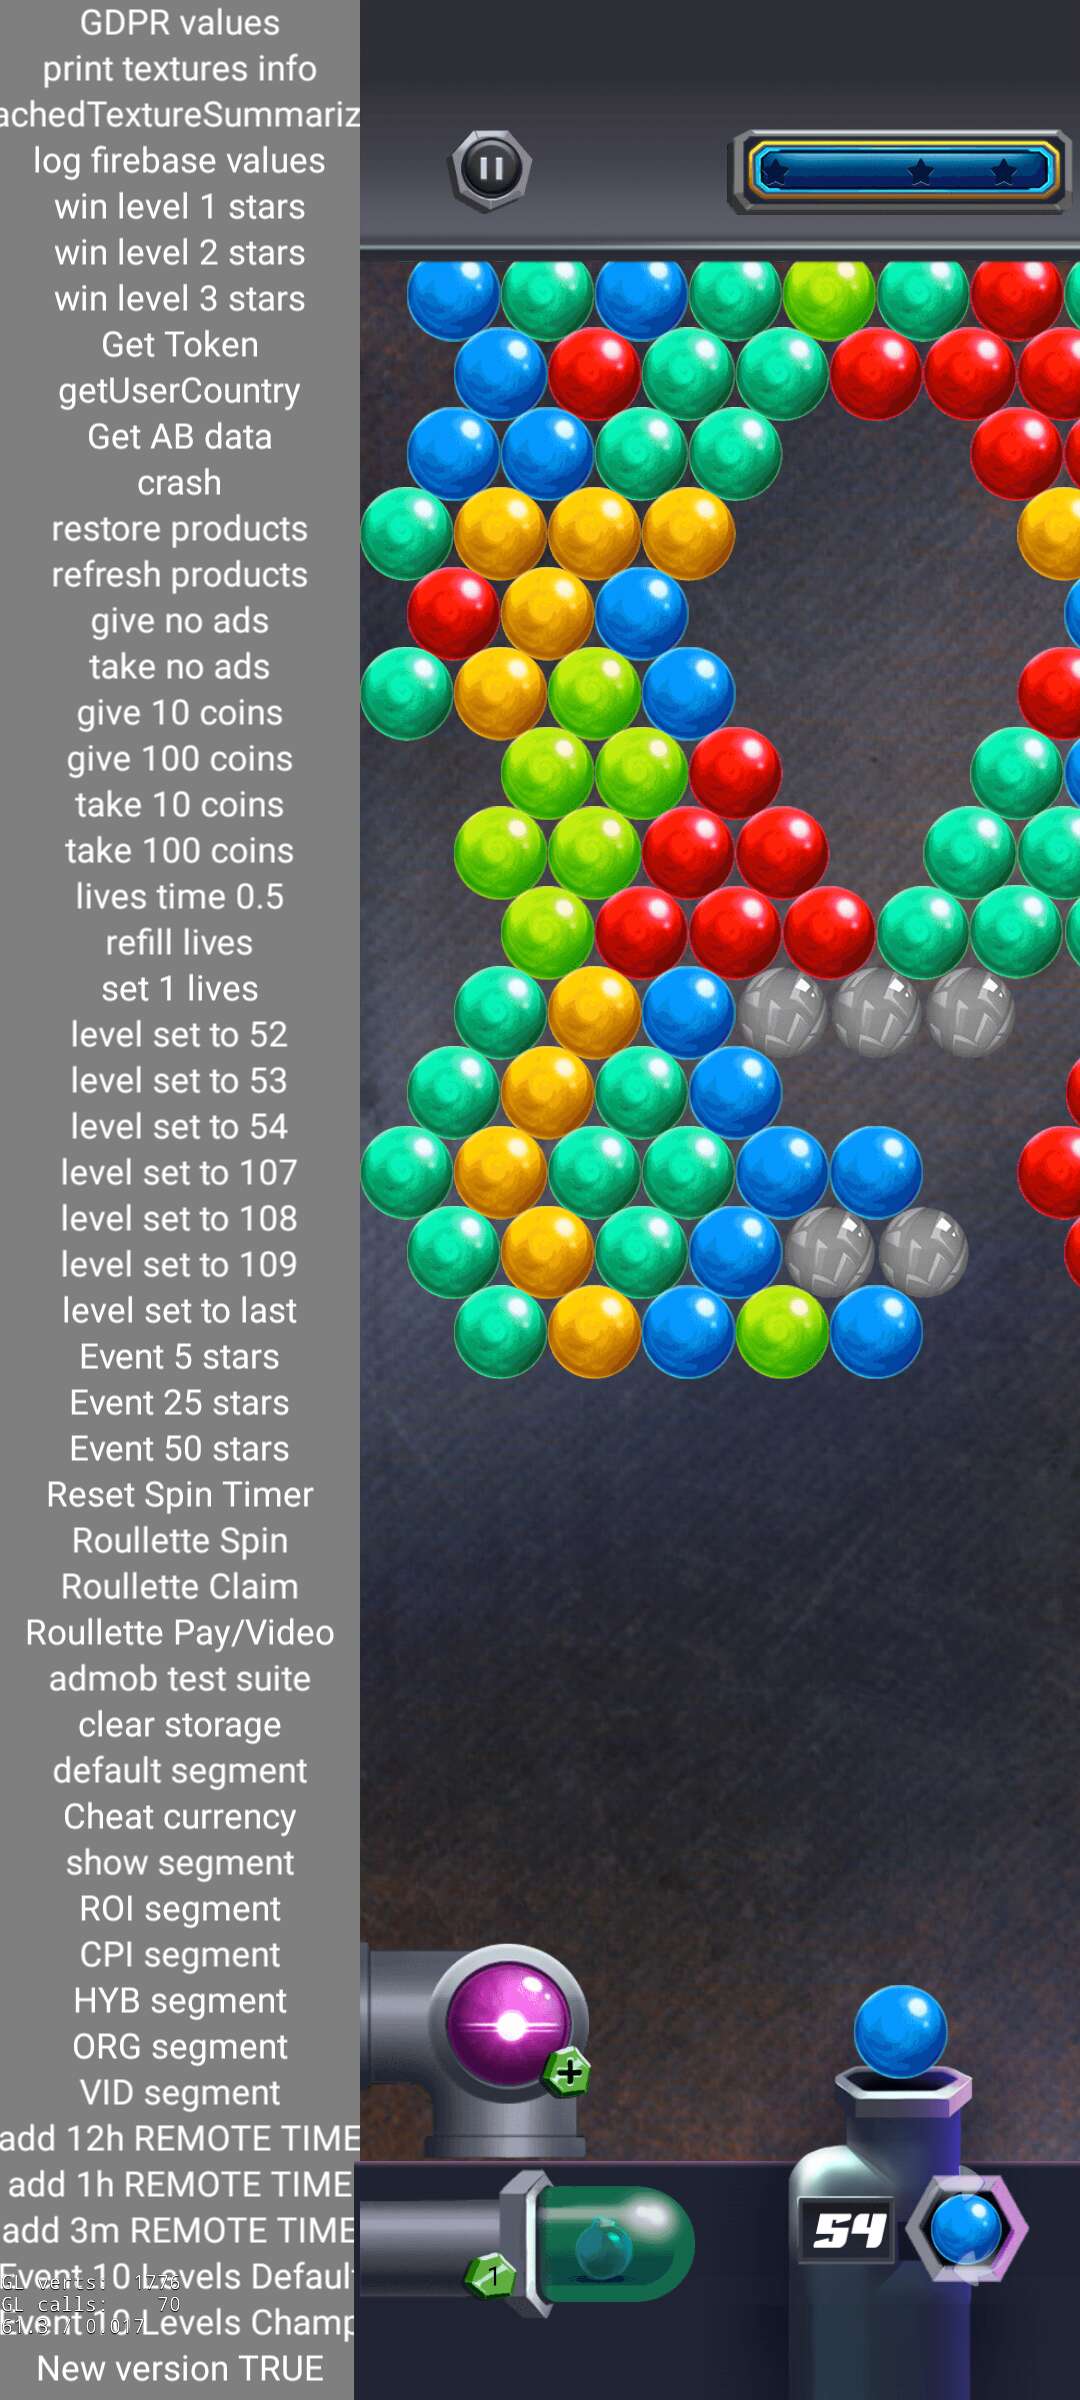 GDPR values
print textures info
achedTextureSummariz
log firebase values
win level 1 stars
win level 2 stars
win level 3 stars
Get Token
getUserCountry
Get AB data
crash
restore products
refresh products
give no ads
take no ads
give 10 coins
give 100 coins
take 10 coins
take 100 coins
lives time 0.5
refill lives
set 1 lives
level set to 52
level set to 53
level set to 54
level set to 107
level set to 108
level set to 109
level set to last
Event 5 stars
Event 25 stars
Event 50 stars
Reset Spin Timer
Roullette Spin
Roullette Claim
Roullette Pay/Video
admob test suite
clear storage
default segment
Cheat currency
show segment
ROI segment
CPI segment
HYB segment
ORG segment
VID segment
add 12h REMOTE TIME
add 1h REMOTE TIME
add 3m REMOTE TIME
Event 10 Levels Defaul
GL verts: 1776
GL calls: 70
61.3 / 0.017
Event 10 Levels Champ
New version TRUE
1
54